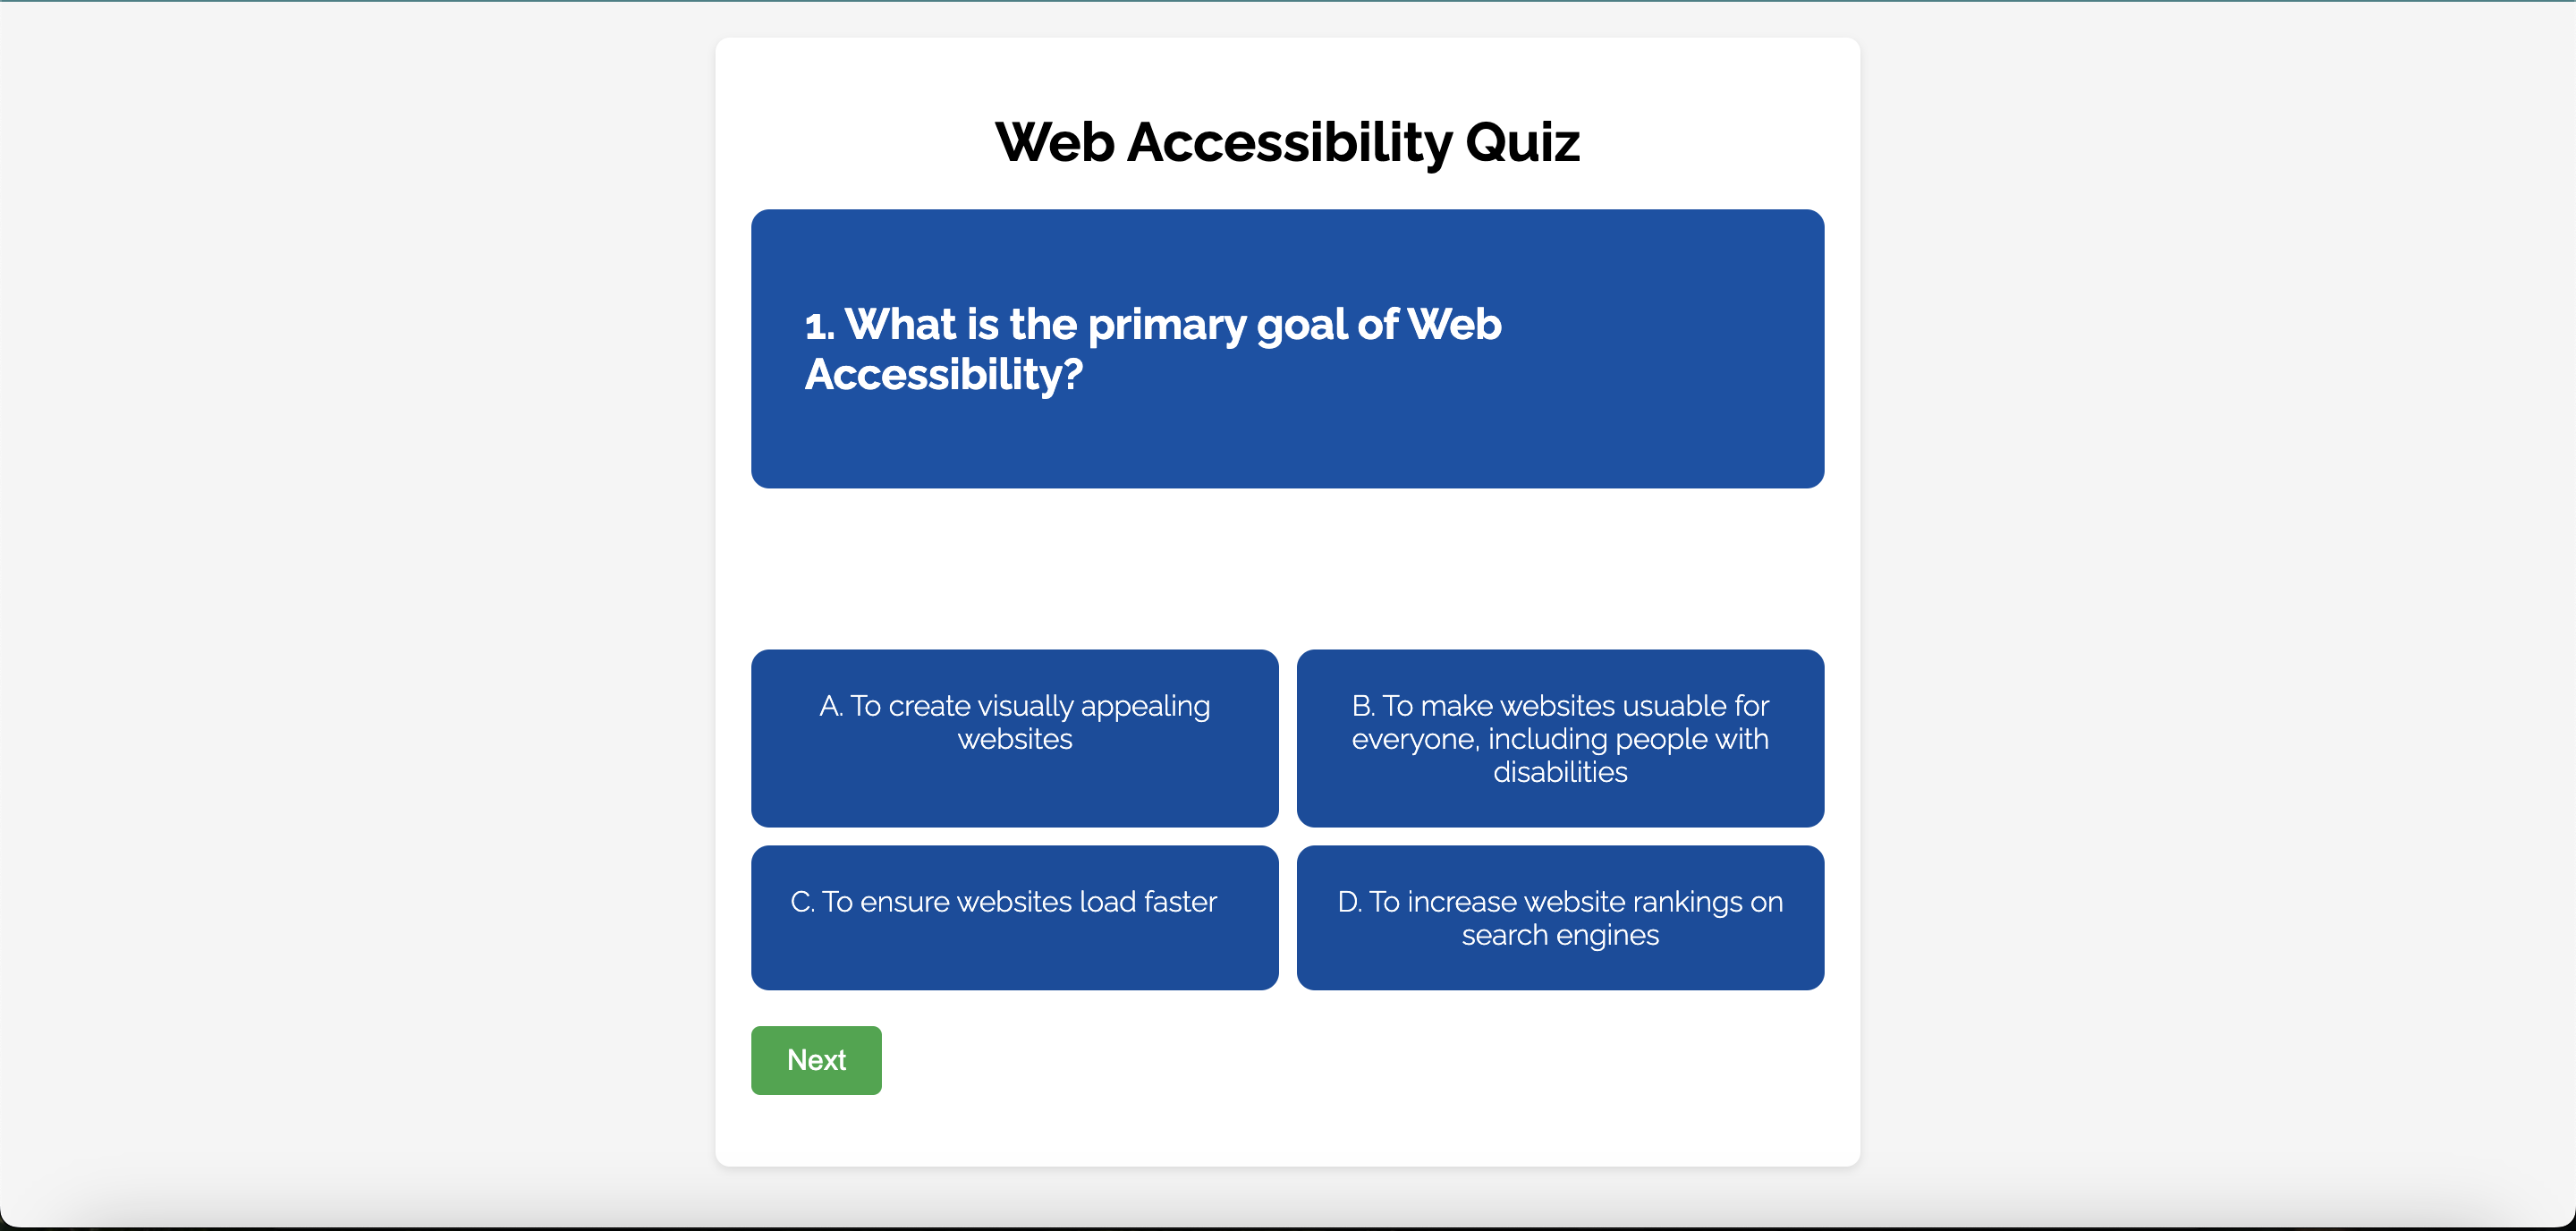 Web Accessibility Quiz
1. What is the primary goal of Web
Accessibility?
A. To create visually appealing
websites
B. To make websites usuable for
everyone, including people with
disabilities
C. To ensure websites load faster
D. To increase website rankings on
search engines
Next